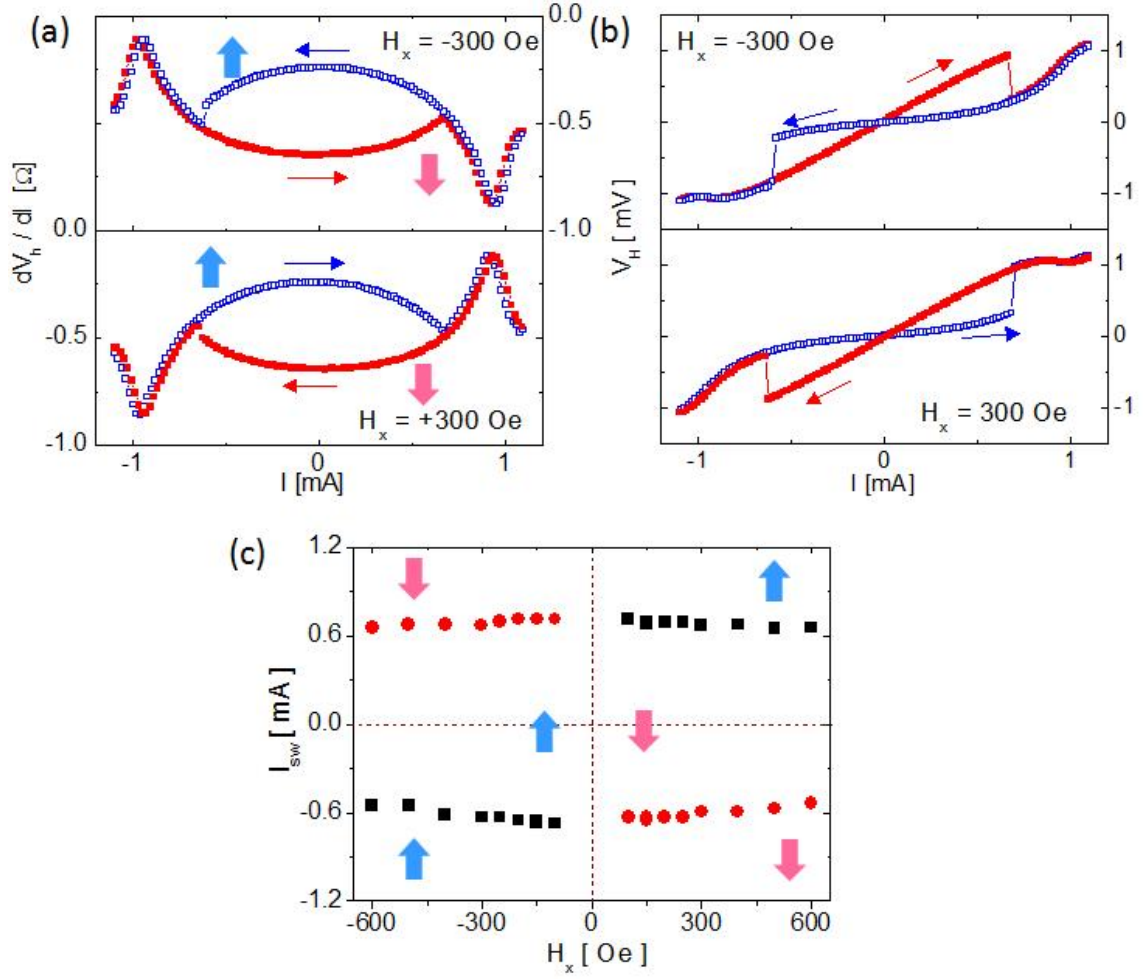 (a)
H_x = -300 Oe
0.0
-0.5
-1.0
dV_h / dI [Ω]
0.0
-0.5
-1.0
H_x = +300 Oe
-1 0 1
I [mA]
(b)
H_x = -300 Oe
1
0
-1
V_H [ mV]
1
0
-1
H_x = 300 Oe
-1 0 1
I [mA]
(c)
1.2
0.6
0.0
-0.6
-1.2
I_sw [ mA]
-600 -300 0 300 600
H_x [ Oe]